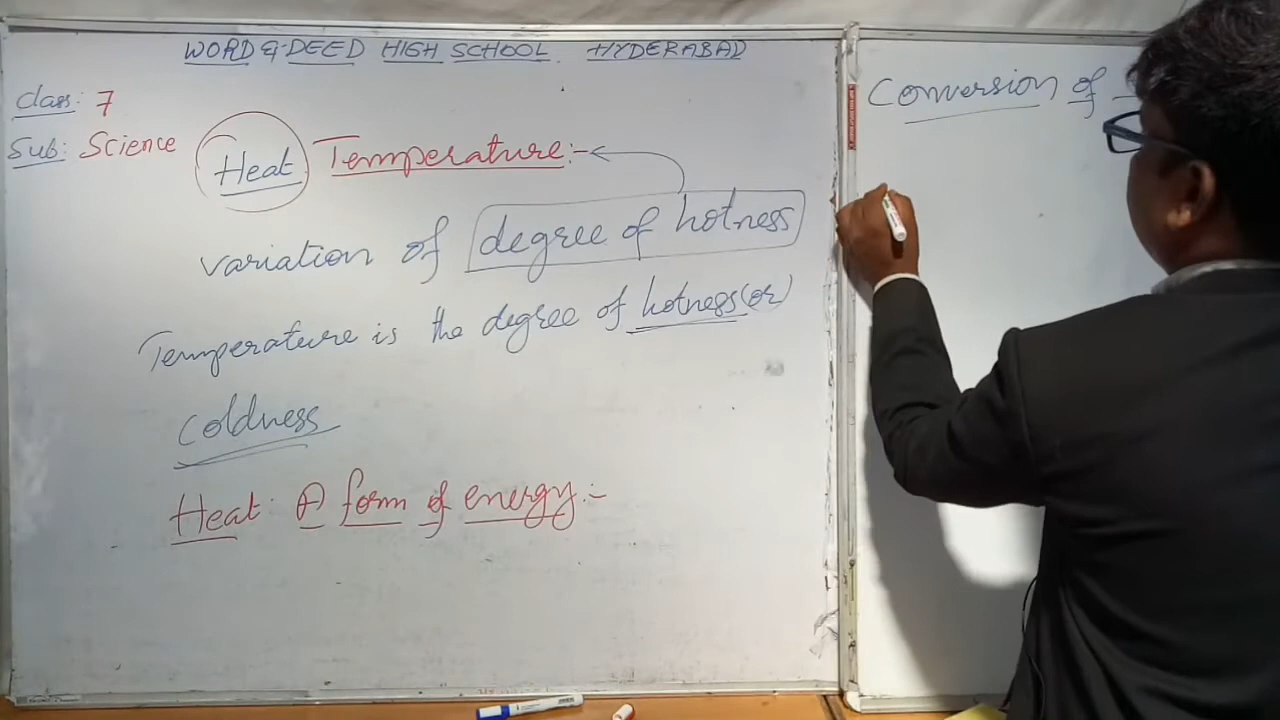 WORD & DEED HIGH SCHOOL. HYDERABAD
Class: 7
Sub: Science
Heat Temperature:-
variation of degree of hotness
Temperature is the degree of hotness (or)
coldness
Heat: A form of energy:-
Conversion of